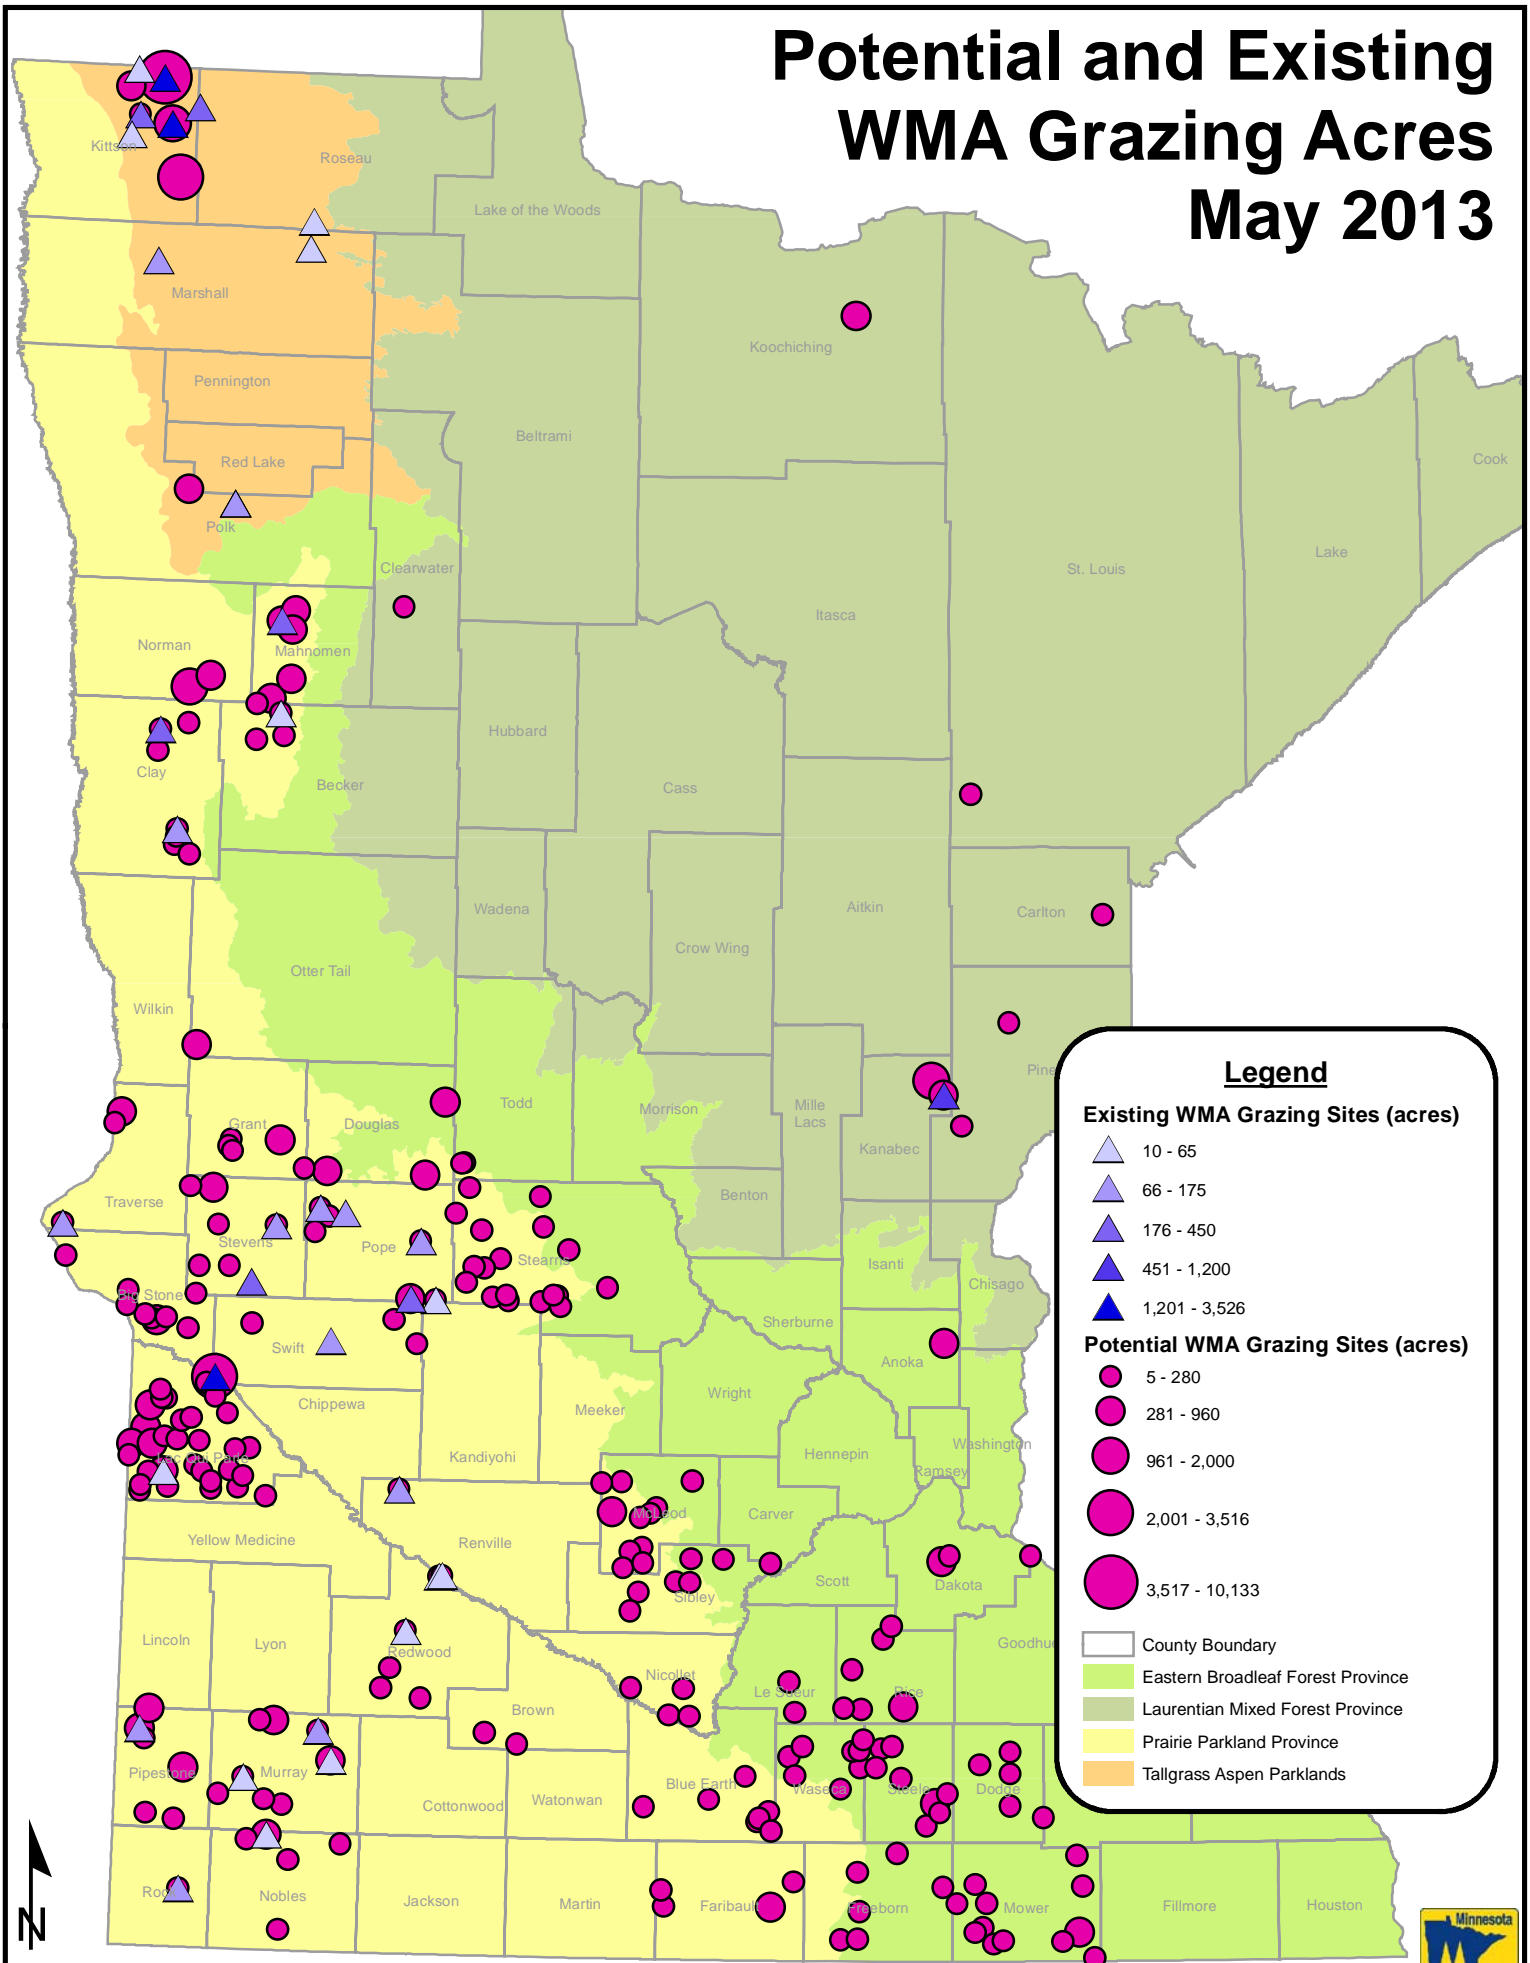 Potential and Existing
WMA Grazing Acres
May 2013
Kittson
Roseau
Lake of the Woods
Marshall
Koochiching
Pennington
Beltrami
Red Lake
Cook
Polk
Clearwater
St. Louis
Lake
Itasca
Norman
Mahnomen
Hubbard
Clay
Becker
Cass
Wadena
Aitkin
Carlton
Crow Wing
Otter Tail
Wilkin
Pine
Grant
Douglas
Todd
Morrison
Mille
Lacs
Kanabec
Traverse
Benton
Stevens
Pope
Stearns
Isanti
Chisago
Big Stone
Sherburne
Swift
Anoka
Chippewa
Meeker
Wright
Kandiyohi
Hennepin
Washington
Lac Qui Parle
Ramsey
McLeod
Carver
Yellow Medicine
Renville
Scott
Dakota
Sibley
Lincoln
Lyon
Redwood
Goodhue
Nicollet
Le Sueur
Rice
Brown
Pipestone
Murray
Cottonwood
Watonwan
Blue Earth
Waseca
Steele
Dodge
Rock
Nobles
Jackson
Martin
Faribault
Freeborn
Mower
Fillmore
Houston
Legend
Existing WMA Grazing Sites (acres)
10 - 65
66 - 175
176 - 450
451 - 1,200
1,201 - 3,526
Potential WMA Grazing Sites (acres)
5 - 280
281 - 960
961 - 2,000
2,001 - 3,516
3,517 - 10,133
County Boundary
Eastern Broadleaf Forest Province
Laurentian Mixed Forest Province
Prairie Parkland Province
Tallgrass Aspen Parklands
N
Minnesota